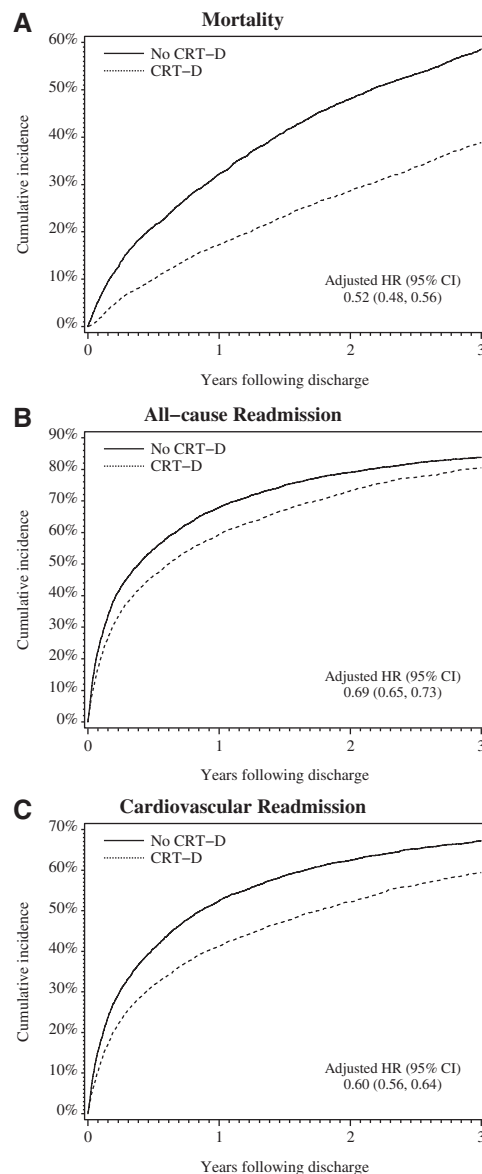 A
Mortality
60%
50%
40%
30%
20%
10%
0%
No CRT−D
CRT−D
Cumulative incidence
Adjusted HR (95% CI)
0.52 (0.48, 0.56)
0
1
2
3
Years following discharge
B
All−cause Readmission
90%
80%
70%
60%
50%
40%
30%
20%
10%
0%
No CRT−D
CRT−D
Cumulative incidence
Adjusted HR (95% CI)
0.69 (0.65, 0.73)
0
1
2
3
Years following discharge
C
Cardiovascular Readmission
70%
60%
50%
40%
30%
20%
10%
0%
No CRT−D
CRT−D
Cumulative incidence
Adjusted HR (95% CI)
0.60 (0.56, 0.64)
0
1
2
3
Years following discharge